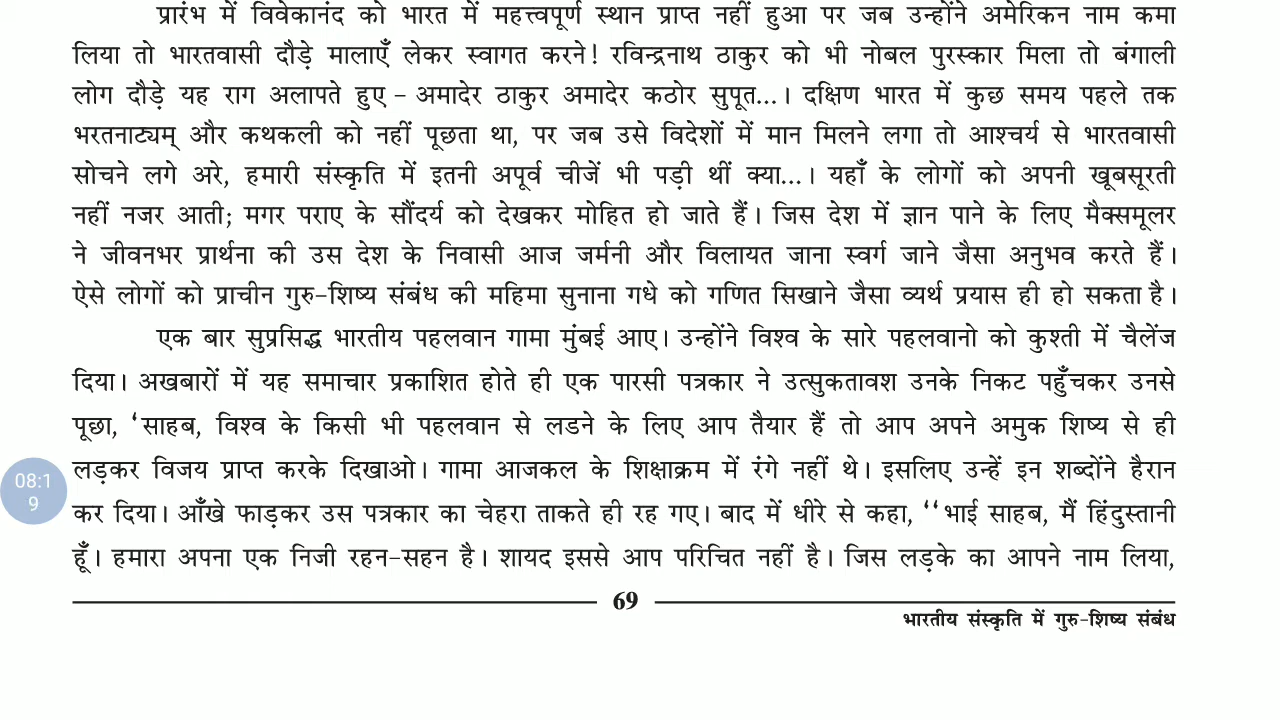 प्रारंभ में विवेकानंद को भारत में महत्त्वपूर्ण स्थान प्राप्त नहीं हुआ पर जब उन्होंने अमेरिकन नाम कमा
लिया तो भारतवासी दौड़े मालाएँ लेकर स्वागत करने! रविन्द्रनाथ ठाकुर को भी नोबल पुरस्कार मिला तो बंगाली
लोग दौड़े यह राग अलापते हुए – अमादेर ठाकुर अमादेर कठोर सुपूत...। दक्षिण भारत में कुछ समय पहले तक
भरतनाट्यम् और कथकली को नहीं पूछता था, पर जब उसे विदेशों में मान मिलने लगा तो आश्चर्य से भारतवासी
सोचने लगे अरे, हमारी संस्कृति में इतनी अपूर्व चीजें भी पड़ी थीं क्या...। यहाँ के लोगों को अपनी खूबसूरती
नहीं नजर आती; मगर पराए के सौंदर्य को देखकर मोहित हो जाते हैं। जिस देश में ज्ञान पाने के लिए मैक्समूलर
ने जीवनभर प्रार्थना की उस देश के निवासी आज जर्मनी और विलायत जाना स्वर्ग जाने जैसा अनुभव करते हैं।
ऐसे लोगों को प्राचीन गुरु-शिष्य संबंध की महिमा सुनाना गधे को गणित सिखाने जैसा व्यर्थ प्रयास ही हो सकता है।
एक बार सुप्रसिद्ध भारतीय पहलवान गामा मुंबई आए। उन्होंने विश्व के सारे पहलवानो को कुश्ती में चैलेंज
दिया। अखबारों में यह समाचार प्रकाशित होते ही एक पारसी पत्रकार ने उत्सुकतावश उनके निकट पहुँचकर उनसे
पूछा, ‘साहब, विश्व के किसी भी पहलवान से लडने के लिए आप तैयार हैं तो आप अपने अमुक शिष्य से ही
लड़कर विजय प्राप्त करके दिखाओ। गामा आजकल के शिक्षाक्रम में रंगे नहीं थे। इसलिए उन्हें इन शब्दोंने हैरान
कर दिया। आँखे फाड़कर उस पत्रकार का चेहरा ताकते ही रह गए। बाद में धीरे से कहा, ‘‘भाई साहब, मैं हिंदुस्तानी
हूँ। हमारा अपना एक निजी रहन-सहन है। शायद इससे आप परिचित नहीं है। जिस लड़के का आपने नाम लिया,
69
भारतीय संस्कृति में गुरु-शिष्य संबंध
08:1
9